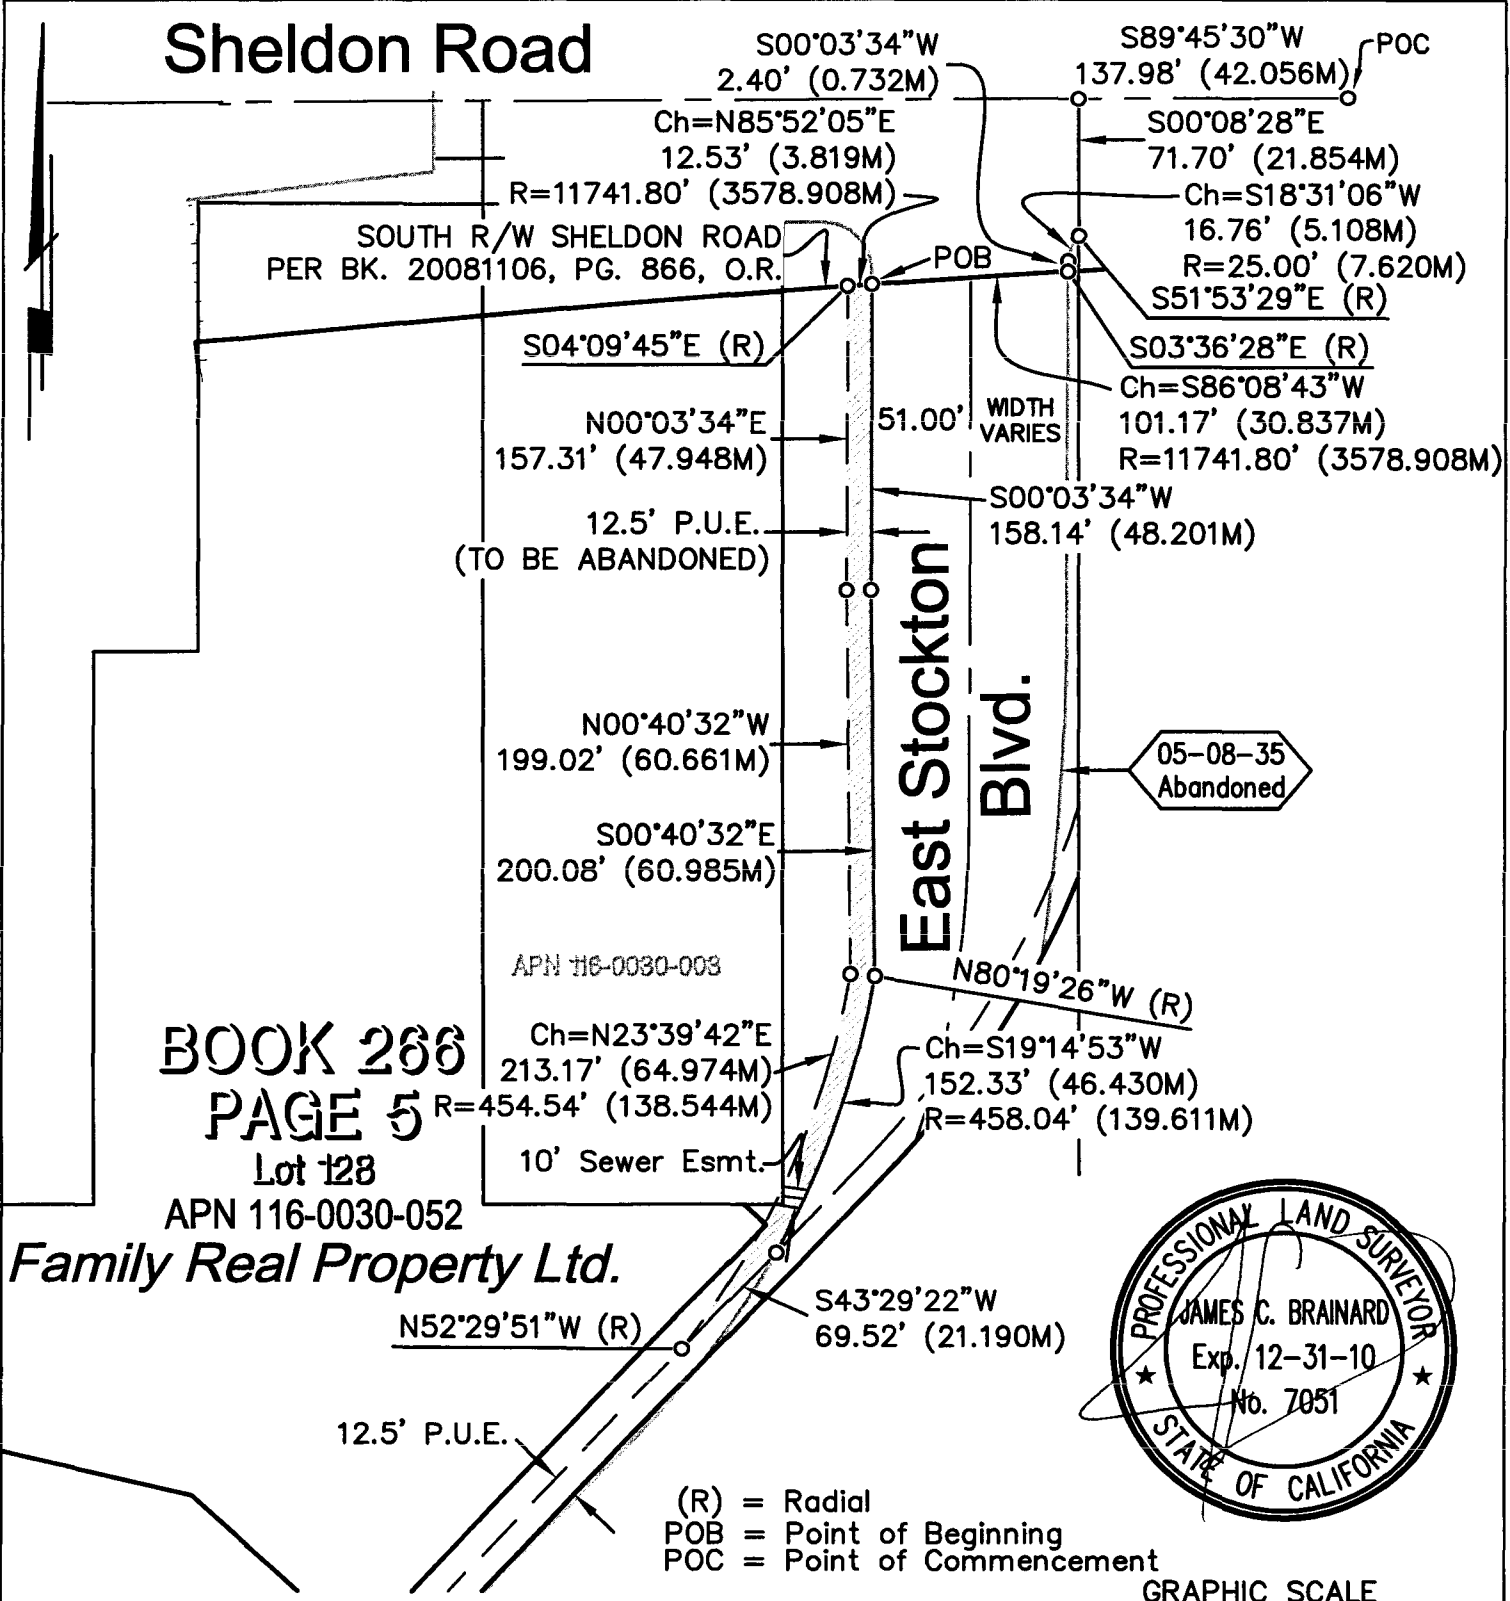 Sheldon Road
S00°03'34"W
2.40' (0.732M)
S89°45'30"W
137.98' (42.056M)
POC
Ch=N85°52'05"E
12.53' (3.819M)
R=11741.80' (3578.908M)
S00°08'28"E
71.70' (21.854M)
Ch=S18°31'06"W
16.76' (5.108M)
R=25.00' (7.620M)
SOUTH R/W SHELDON ROAD
PER BK. 20081106, PG. 866, O.R.
POB
S51°53'29"E (R)
S04°09'45"E (R)
S03°36'28"E (R)
Ch=S86°08'43"W
101.17' (30.837M)
R=11741.80' (3578.908M)
N00°03'34"E
157.31' (47.948M)
51.00'
WIDTH
VARIES
S00°03'34"W
158.14' (48.201M)
12.5' P.U.E.
(TO BE ABANDONED)
East Stockton
Blvd.
N00°40'32"W
199.02' (60.661M)
05-08-35
Abandoned
S00°40'32"E
200.08' (60.985M)
APN 116-0030-003
N80°19'26"W (R)
BOOK 266
PAGE 5
Lot 128
APN 116-0030-052
Family Real Property Ltd.
Ch=N23°39'42"E
213.17' (64.974M)
R=454.54' (138.544M)
Ch=S19°14'53"W
152.33' (46.430M)
R=458.04' (139.611M)
10' Sewer Esmt.
N52°29'51"W (R)
S43°29'22"W
69.52' (21.190M)
PROFESSIONAL LAND SURVEYOR
JAMES C. BRAINARD
Exp. 12-31-10
No. 7051
STATE OF CALIFORNIA
12.5' P.U.E.
(R) = Radial
POB = Point of Beginning
POC = Point of Commencement
GRAPHIC SCALE